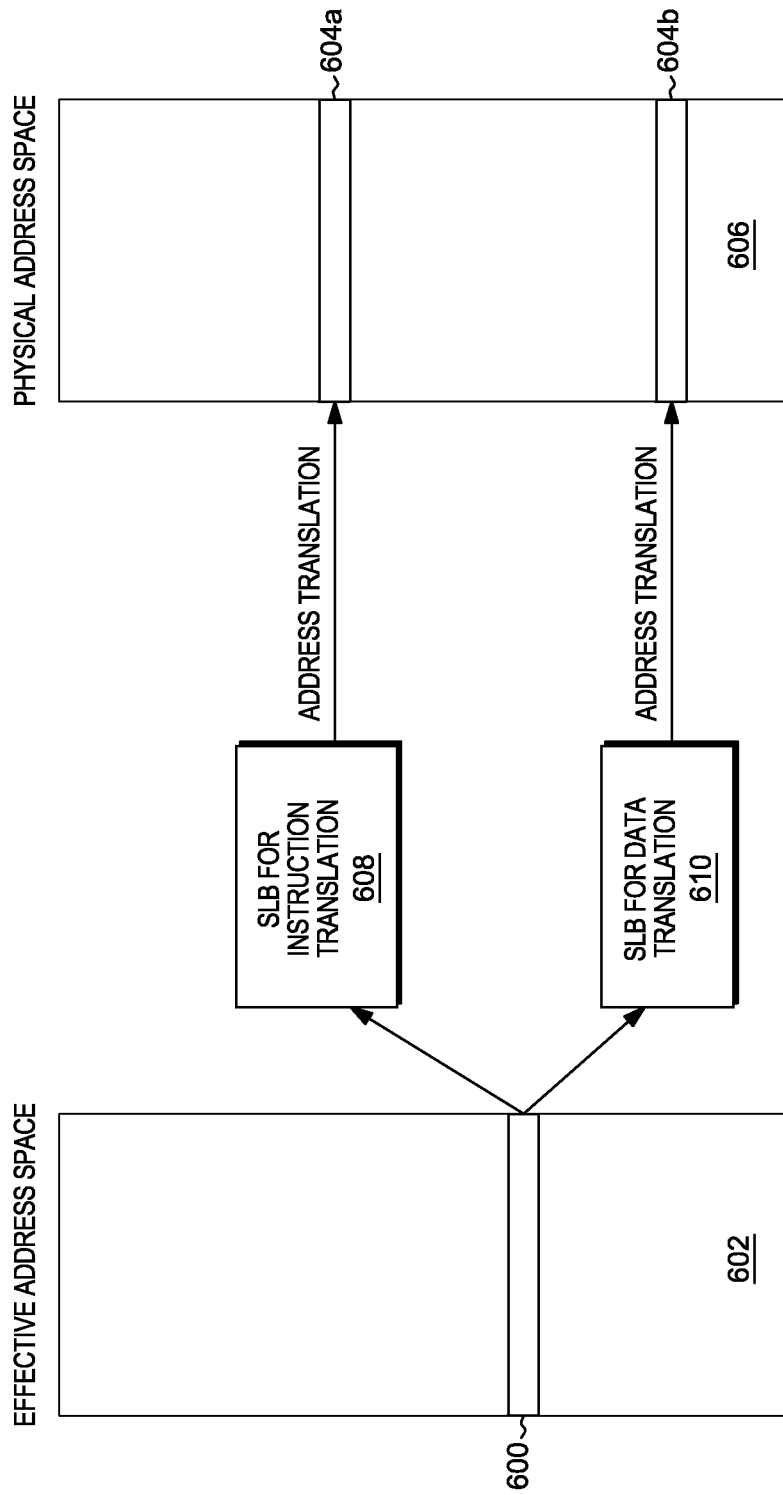 EFFECTIVE ADDRESS SPACE
600
602
SLB FOR
INSTRUCTION
TRANSLATION
608
SLB FOR DATA
TRANSLATION
610
ADDRESS TRANSLATION
ADDRESS TRANSLATION
PHYSICAL ADDRESS SPACE
604a
604b
606